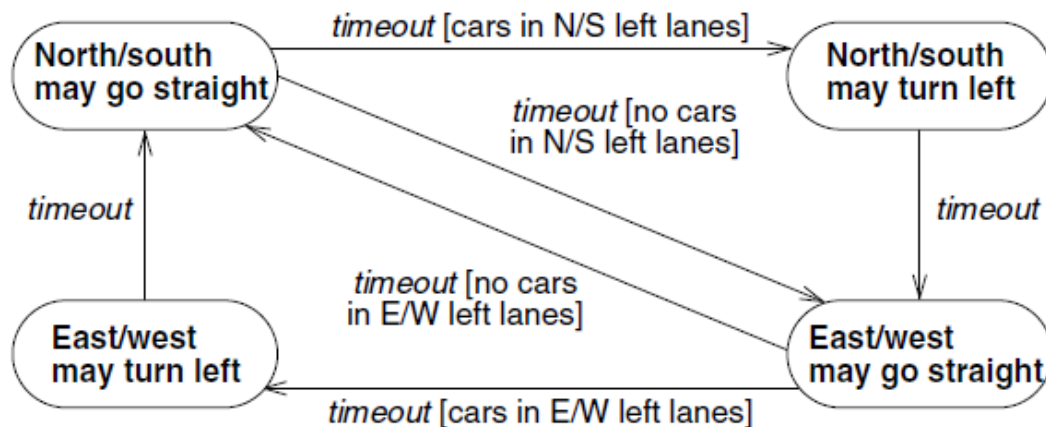 timeout [cars in N/S left lanes]
North/south
may go straight
North/south
may turn left
timeout [no cars
in N/S left lanes]
timeout
timeout
timeout [no cars
in E/W left lanes]
East/west
may turn left
East/west
may go straight
timeout [cars in E/W left lanes]